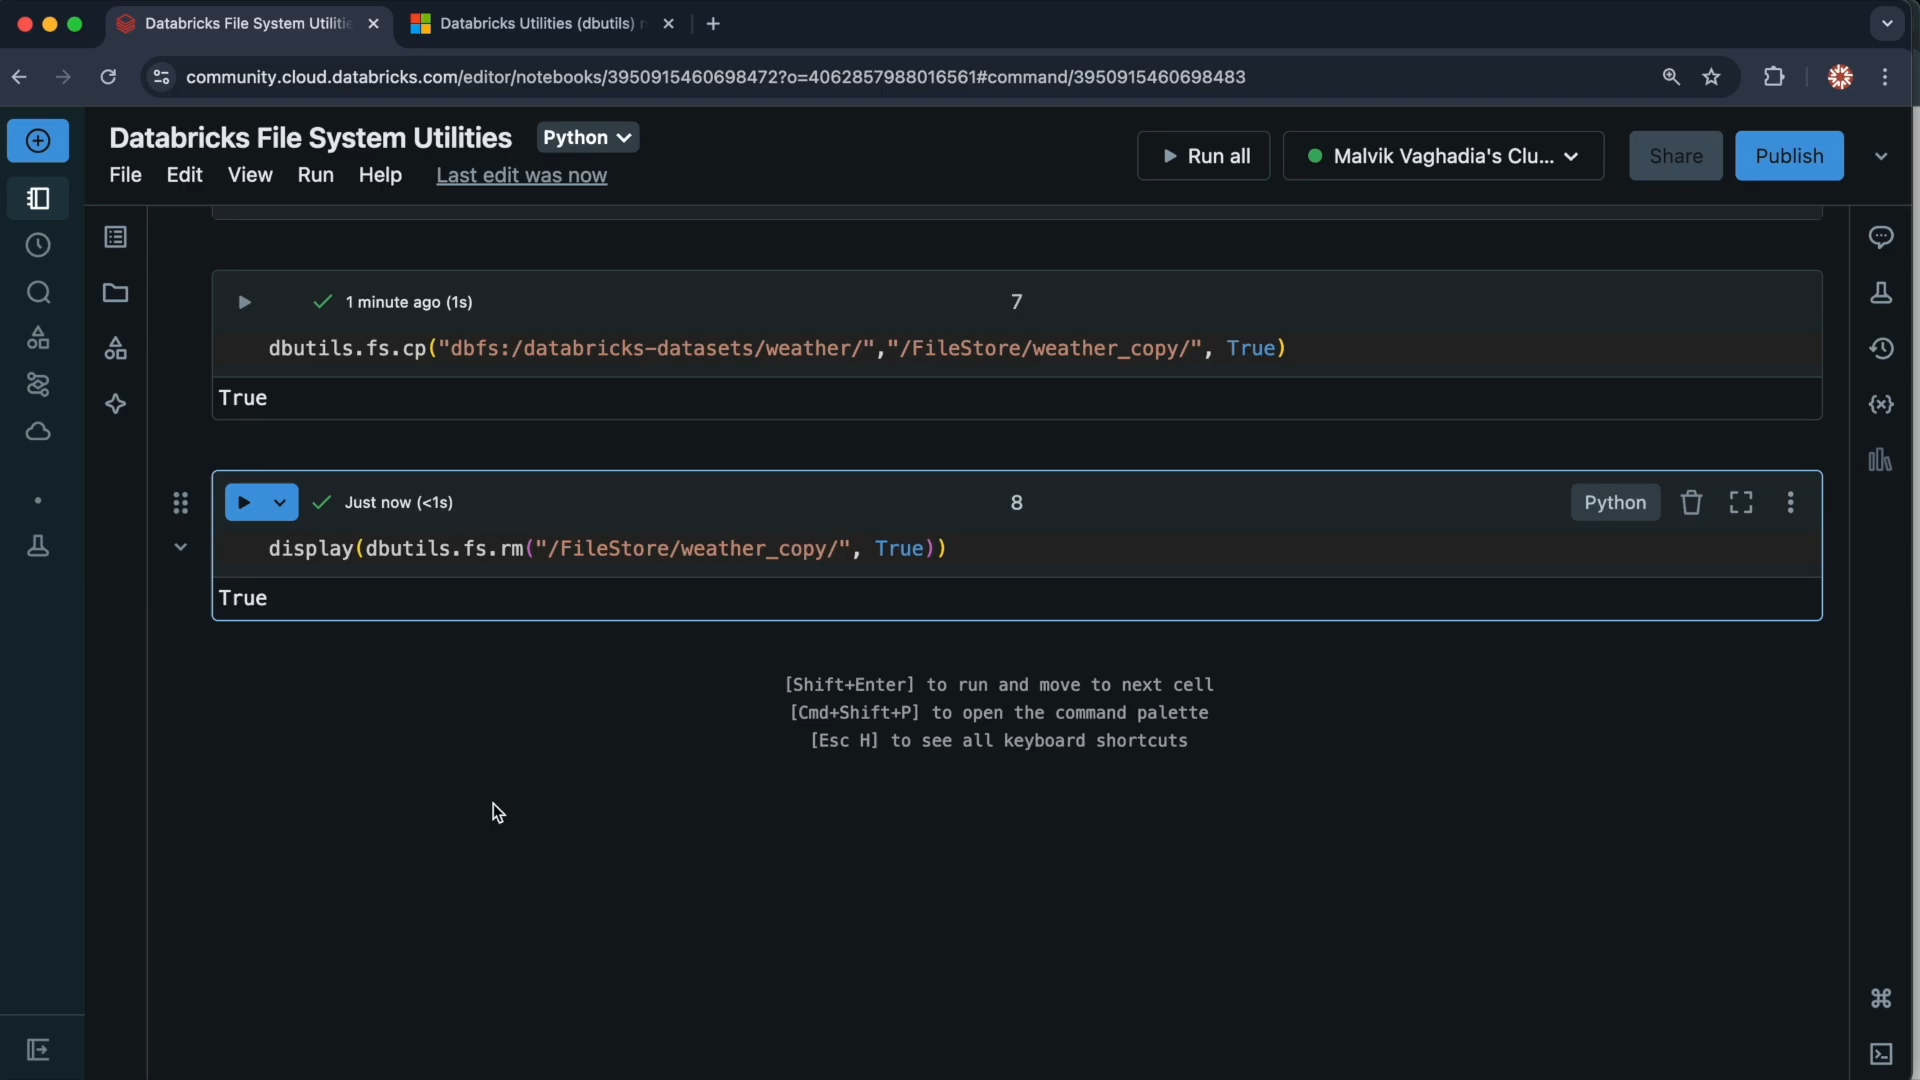 Databricks File System Utiliti
Databricks Utilities (dbutils) r
community.cloud.databricks.com/editor/notebooks/3950915460698472?o=4062857988016561#command/3950915460698483
Databricks File System Utilities
Python
File Edit View Run Help Last edit was now
Run all
Malvik Vaghadia's Clu...
Share
Publish
1 minute ago (1s)
7
dbutils.fs.cp("dbfs:/databricks-datasets/weather/","/FileStore/weather_copy/", True)
True
Just now (<1s)
8
Python
display(dbutils.fs.rm("/FileStore/weather_copy/", True))
True
[Shift+Enter] to run and move to next cell
[Cmd+Shift+P] to open the command palette
[Esc H] to see all keyboard shortcuts